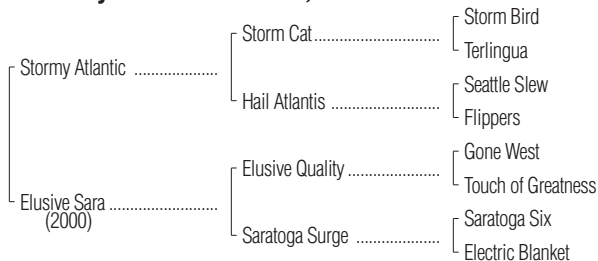 Storm Bird
Storm Cat....................................
Terlingua
Stormy Atlantic ........................
Seattle Slew
Hail Atlantis ...............................
Flippers
Gone West
Elusive Quality ..........................
Touch of Greatness
Elusive Sara ...............................
(2000)
Saratoga Six
Saratoga Surge ........................
Electric Blanket